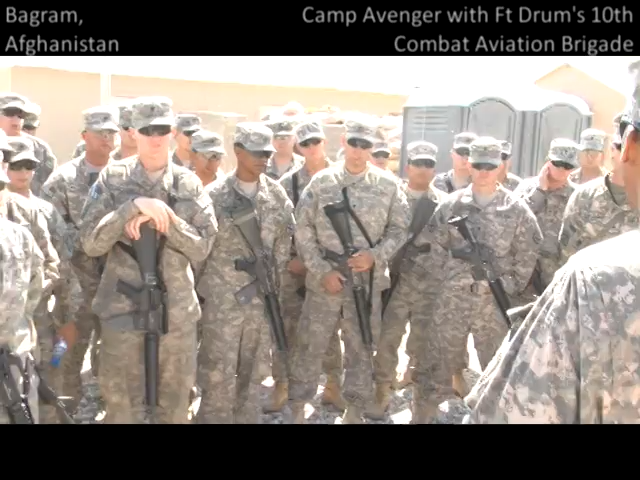 Bagram,
Afghanistan
Camp Avenger with Ft Drum's 10th
Combat Aviation Brigade